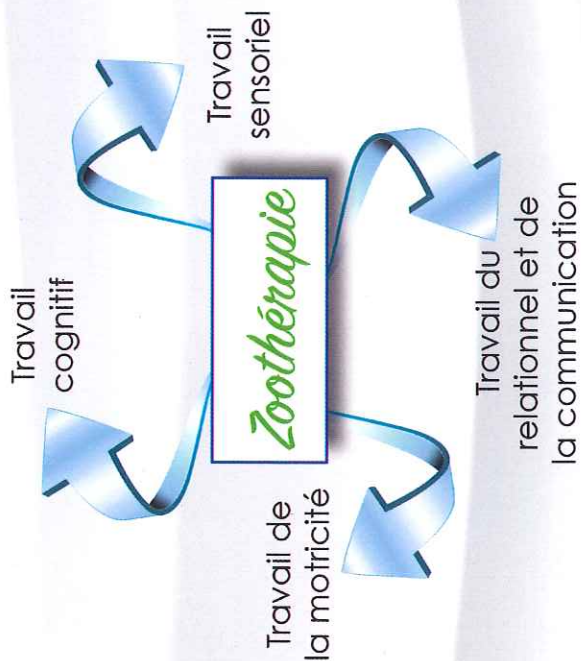 Travail
cognitif
Travail
sensoriel
Zoothérapie
Travail de
la motricité
Travail du
relationnel et de
la communication